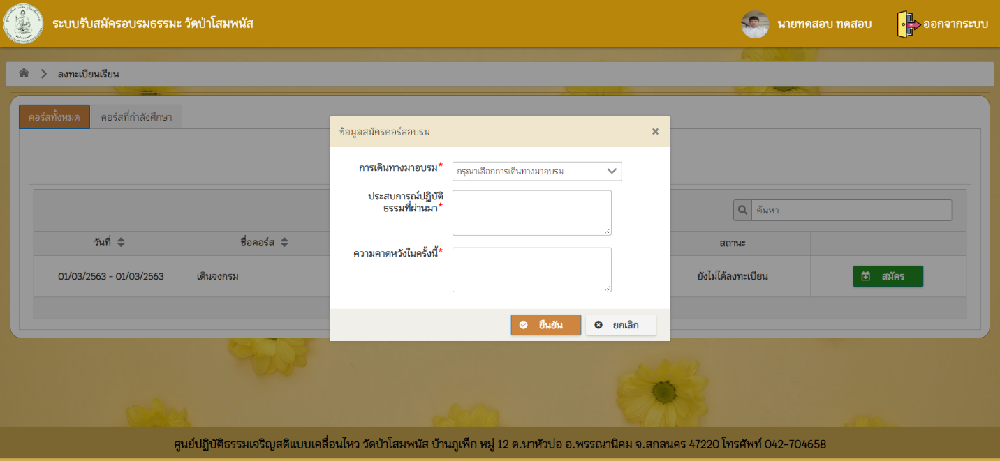 ระบบรับสมัครอบรมธรรมะ วัดป่าโสมพนัส
นายทดสอบ ทดสอบ
ออกจากระบบ
ลงทะเบียนเรียน
คอร์สทั้งหมด
คอร์สที่กำลังศึกษา
ข้อมูลสมัครคอร์สอบรม
การเดินทางมาอบรม*
กรุณาเลือกการเดินทางมาอบรม
ประสบการณ์ปฎิบัติ
ธรรมที่ผ่านมา*
ความคาดหวังในครั้งนี้*
ยืนยัน
ยกเลิก
ค้นหา
วันที่
ชื่อคอร์ส
สถานะ
01/03/2563 - 01/03/2563
เดินจงกรม
ยังไม่ได้ลงทะเบียน
สมัคร
ศูนย์ปฏิบัติธรรมเจริญสติแบบเคลื่อนไหว วัดป่าโสมพนัส บ้านภูเพ็ก หมู่ 12 ต.นาหัวบ่อ อ.พรรณานิคม จ.สกลนคร 47220 โทรศัพท์ 042-704658